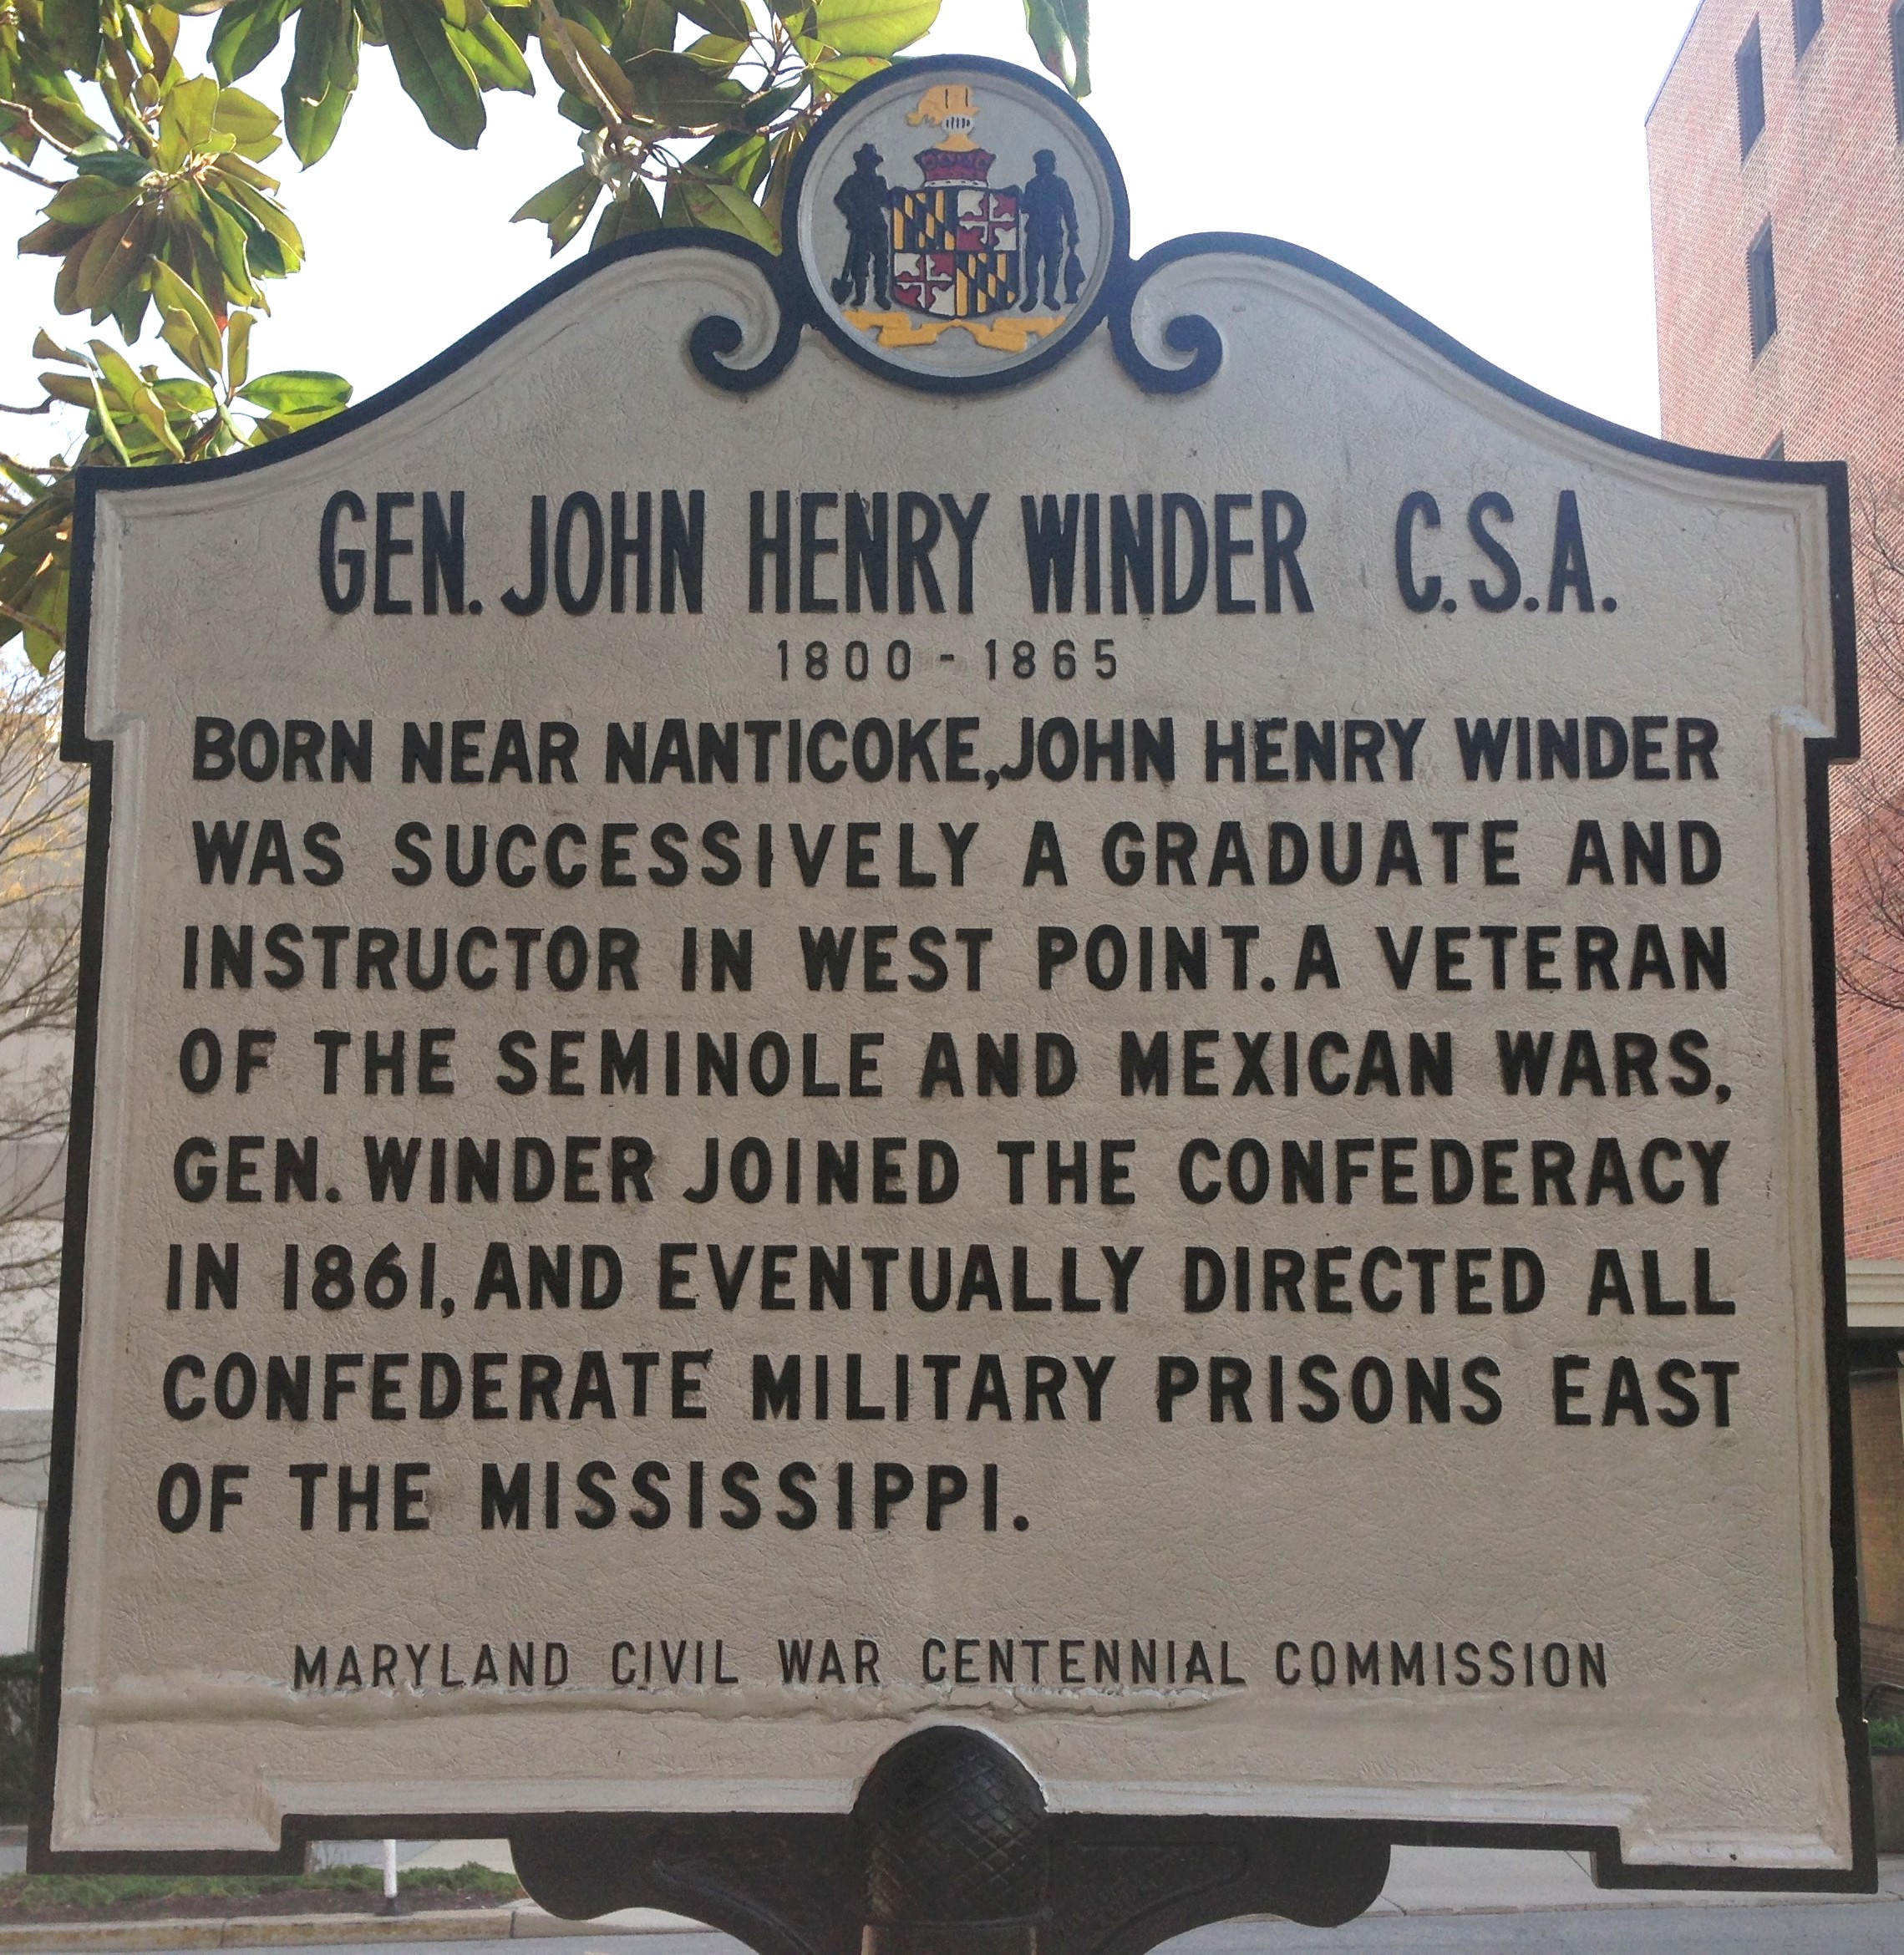 GEN. JOHN HENRY WINDER C.S.A.
1800 - 1865
BORN NEAR NANTICOKE, JOHN HENRY WINDER
WAS SUCCESSIVELY A GRADUATE AND
INSTRUCTOR IN WEST POINT. A VETERAN
OF THE SEMINOLE AND MEXICAN WARS,
GEN. WINDER JOINED THE CONFEDERACY
IN 1861, AND EVENTUALLY DIRECTED ALL
CONFEDERATE MILITARY PRISONS EAST
OF THE MISSISSIPPI.
MARYLAND CIVIL WAR CENTENNIAL COMMISSION